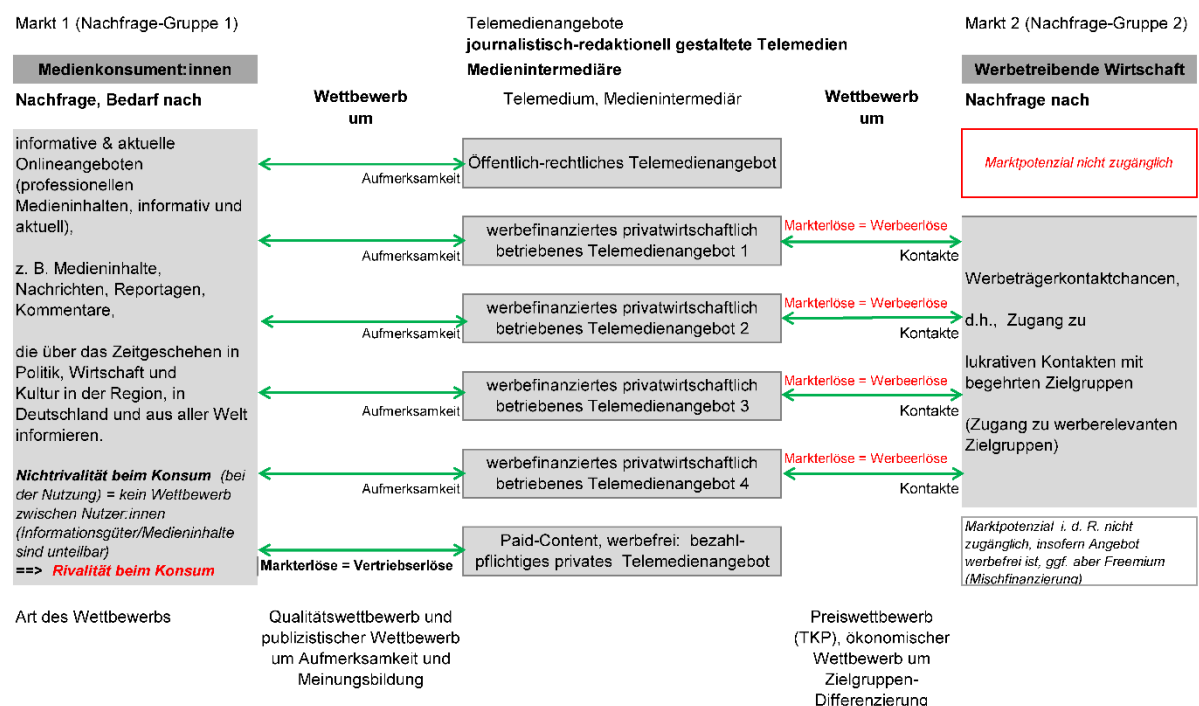 Markt 1 (Nachfrage-Gruppe 1)
Telemedienangebote
journalistisch-redaktionell gestaltete Telemedien
Markt 2 (Nachfrage-Gruppe 2)
Medienkonsument:innen
Medienintermediäre
Werbetreibende Wirtschaft
Nachfrage, Bedarf nach
Wettbewerb
um
Telemedium, Medienintermediär
Wettbewerb
um
Nachfrage nach
informative & aktuelle
Onlineangeboten
(professionellen
Medieninhalten, informativ und
aktuell),
z. B. Medieninhalte,
Nachrichten, Reportagen,
Kommentare,
die über das Zeitgeschehen in
Politik, Wirtschaft und
Kultur in der Region, in
Deutschland und aus aller Welt
informieren.
Nichtrivalität beim Konsum (bei
der Nutzung) = kein Wettbewerb
zwischen Nutzer:innen
(Informationsgüter/Medieninhalte
sind unteilbar)
==> Rivalität beim Konsum
Aufmerksamkeit
Öffentlich-rechtliches Telemedienangebot
Marktpotenzial nicht zugänglich
Aufmerksamkeit
werbefinanziertes privatwirtschaftlich
betriebenes Telemedienangebot 1
Markterlöse = Werbeerlöse
Kontakte
Aufmerksamkeit
werbefinanziertes privatwirtschaftlich
betriebenes Telemedienangebot 2
Markterlöse = Werbeerlöse
Kontakte
Aufmerksamkeit
werbefinanziertes privatwirtschaftlich
betriebenes Telemedienangebot 3
Markterlöse = Werbeerlöse
Kontakte
Aufmerksamkeit
werbefinanziertes privatwirtschaftlich
betriebenes Telemedienangebot 4
Markterlöse = Werbeerlöse
Kontakte
Werbeträgerkontaktchancen,
d.h., Zugang zu
lukrativen Kontakten mit
begehrten Zielgruppen
(Zugang zu werberelevanten
Zielgruppen)
Markterlöse = Vertriebserlöse
Paid-Content, werbefrei: bezahl-
pflichtiges privates Telemedienangebot
Marktpotenzial i. d. R. nicht
zugänglich, insofern Angebot
werbefrei ist, ggf. aber Freemium
(Mischfinanzierung)
Art des Wettbewerbs
Qualitätswettbewerb und
publizistischer Wettbewerb
um Aufmerksamkeit und
Meinungsbildung
Preiswettbewerb
(TKP), ökonomischer
Wettbewerb um
Zielgruppen-
Differenzierung